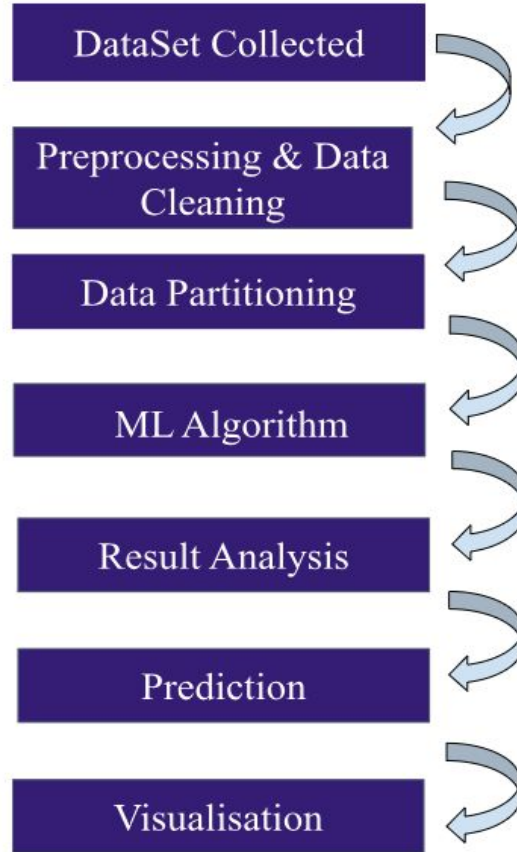 DataSet Collected
Preprocessing & Data
Cleaning
Data Partitioning
ML Algorithm
Result Analysis
Prediction
Visualisation